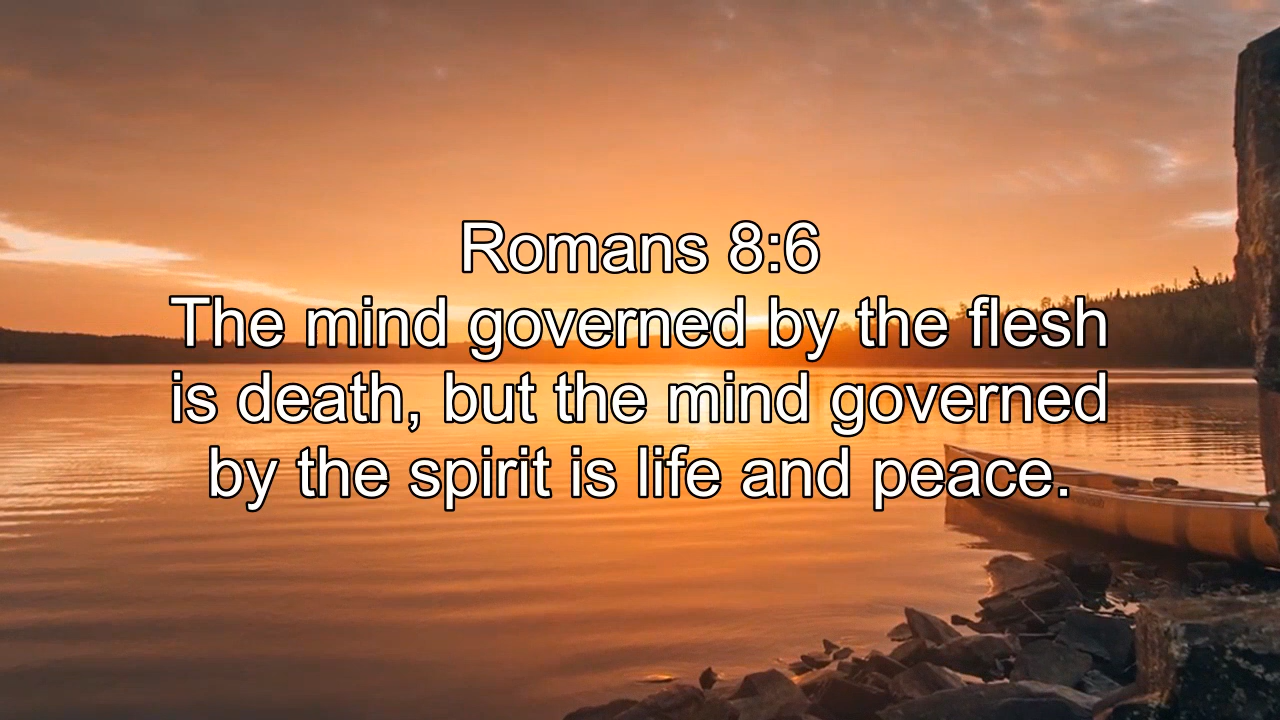 Romans 8:6
The mind governed by the flesh
is death, but the mind governed
by the spirit is life and peace.